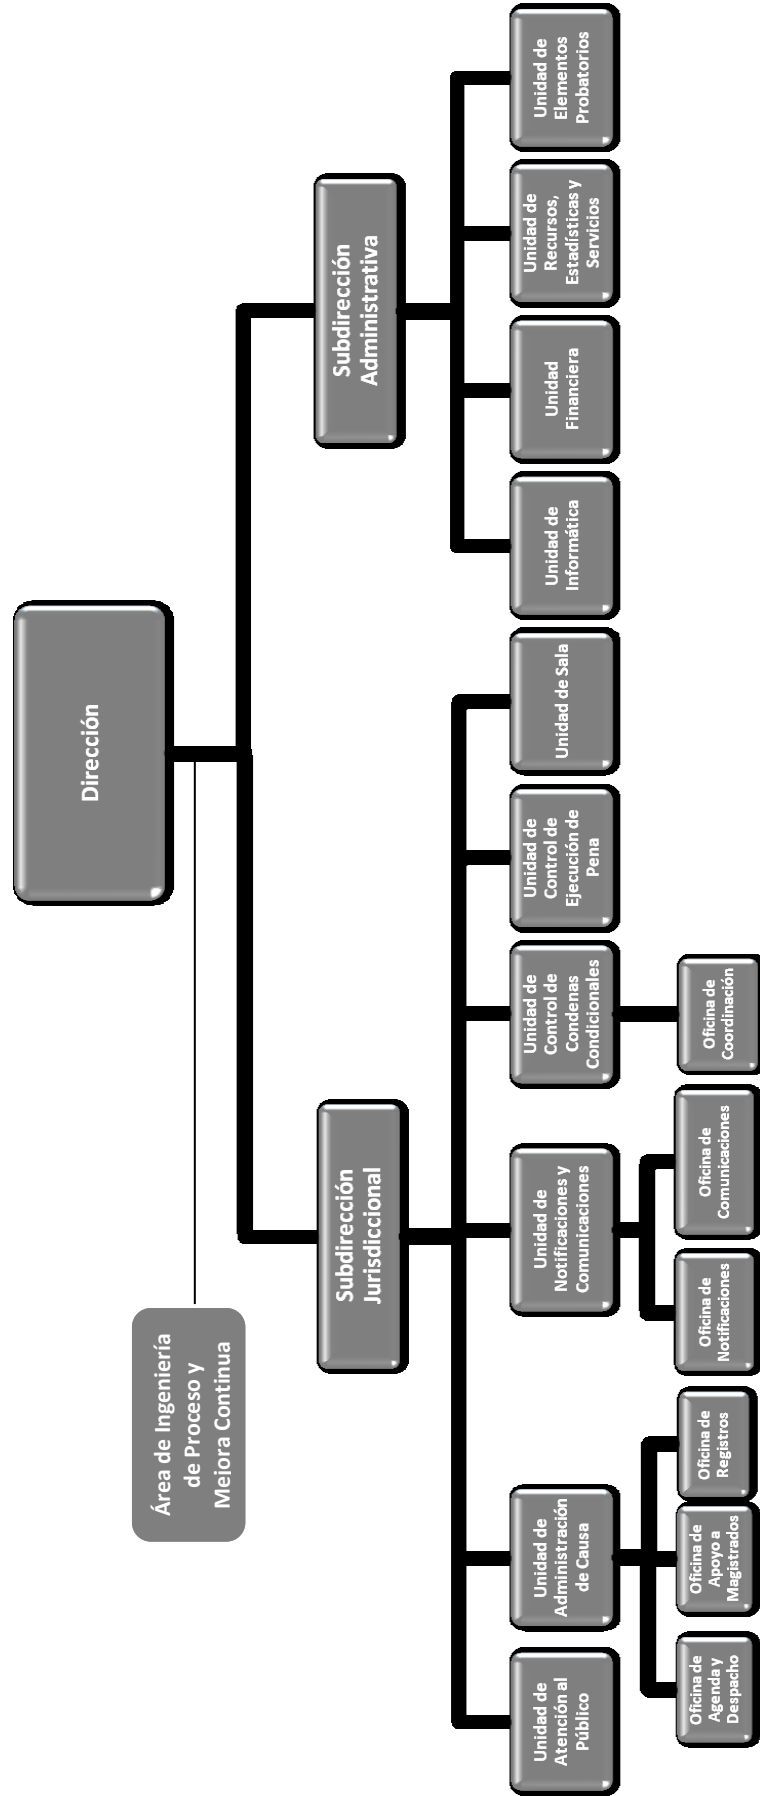 Dirección
Área de Ingeniería
de Proceso y
Mejora Continua
Subdirección
Jurisdiccional
Subdirección
Administrativa
Unidad de
Atención al
Público
Unidad de
Administración
de Causa
Unidad de
Notificaciones y
Comunicaciones
Unidad de
Control de
Condenas
Condicionales
Unidad de
Control de
Ejecución de
Pena
Unidad de Sala
Unidad de
Informática
Unidad
Financiera
Unidad de
Recursos,
Estadísticas y
Servicios
Unidad de
Elementos
Probatorios
Oficina de
Agenda y
Despacho
Oficina de
Apoyo a
Magistrados
Oficina de
Registros
Oficina de
Notificaciones
Oficina de
Comunicaciones
Oficina de
Coordinación